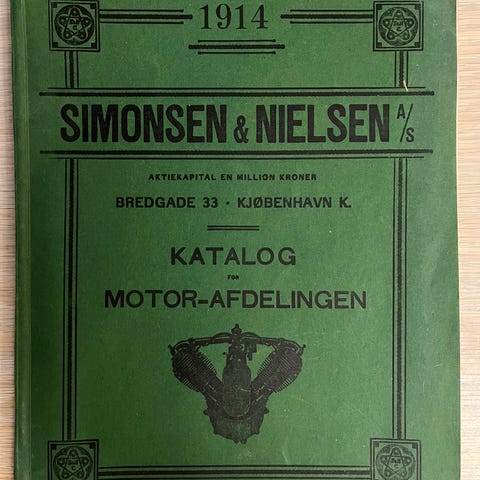 1914
SIMONSEN & NIELSEN A/S
AKTIEKAPITAL EN MILLION KRONER
BREDGADE 33 · KJØBENHAVN K.
KATALOG
FOR
MOTOR-AFDELINGEN